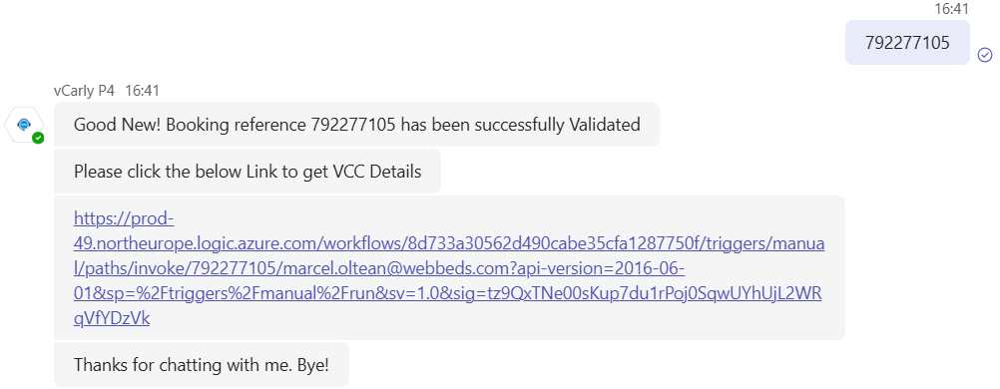 16:41
792277105
vCarly P4 16:41
Good New! Booking reference 792277105 has been successfully Validated
Please click the below Link to get VCC Details
https://prod-
49.northeurope.logic.azure.com/workflows/8d733a30562d490cabe35cfa1287750f/triggers/manua
l/paths/invoke/792277105/marcel.oltean@webbeds.com?api-version=2016-06-
01&sp=%2Ftriggers%2Fmanual%2Frun&sv=1.0&sig=tz9QxTNe00sKup7du1rPoj0SqwUYhUjL2WR
qVfYDzVk
Thanks for chatting with me. Bye!